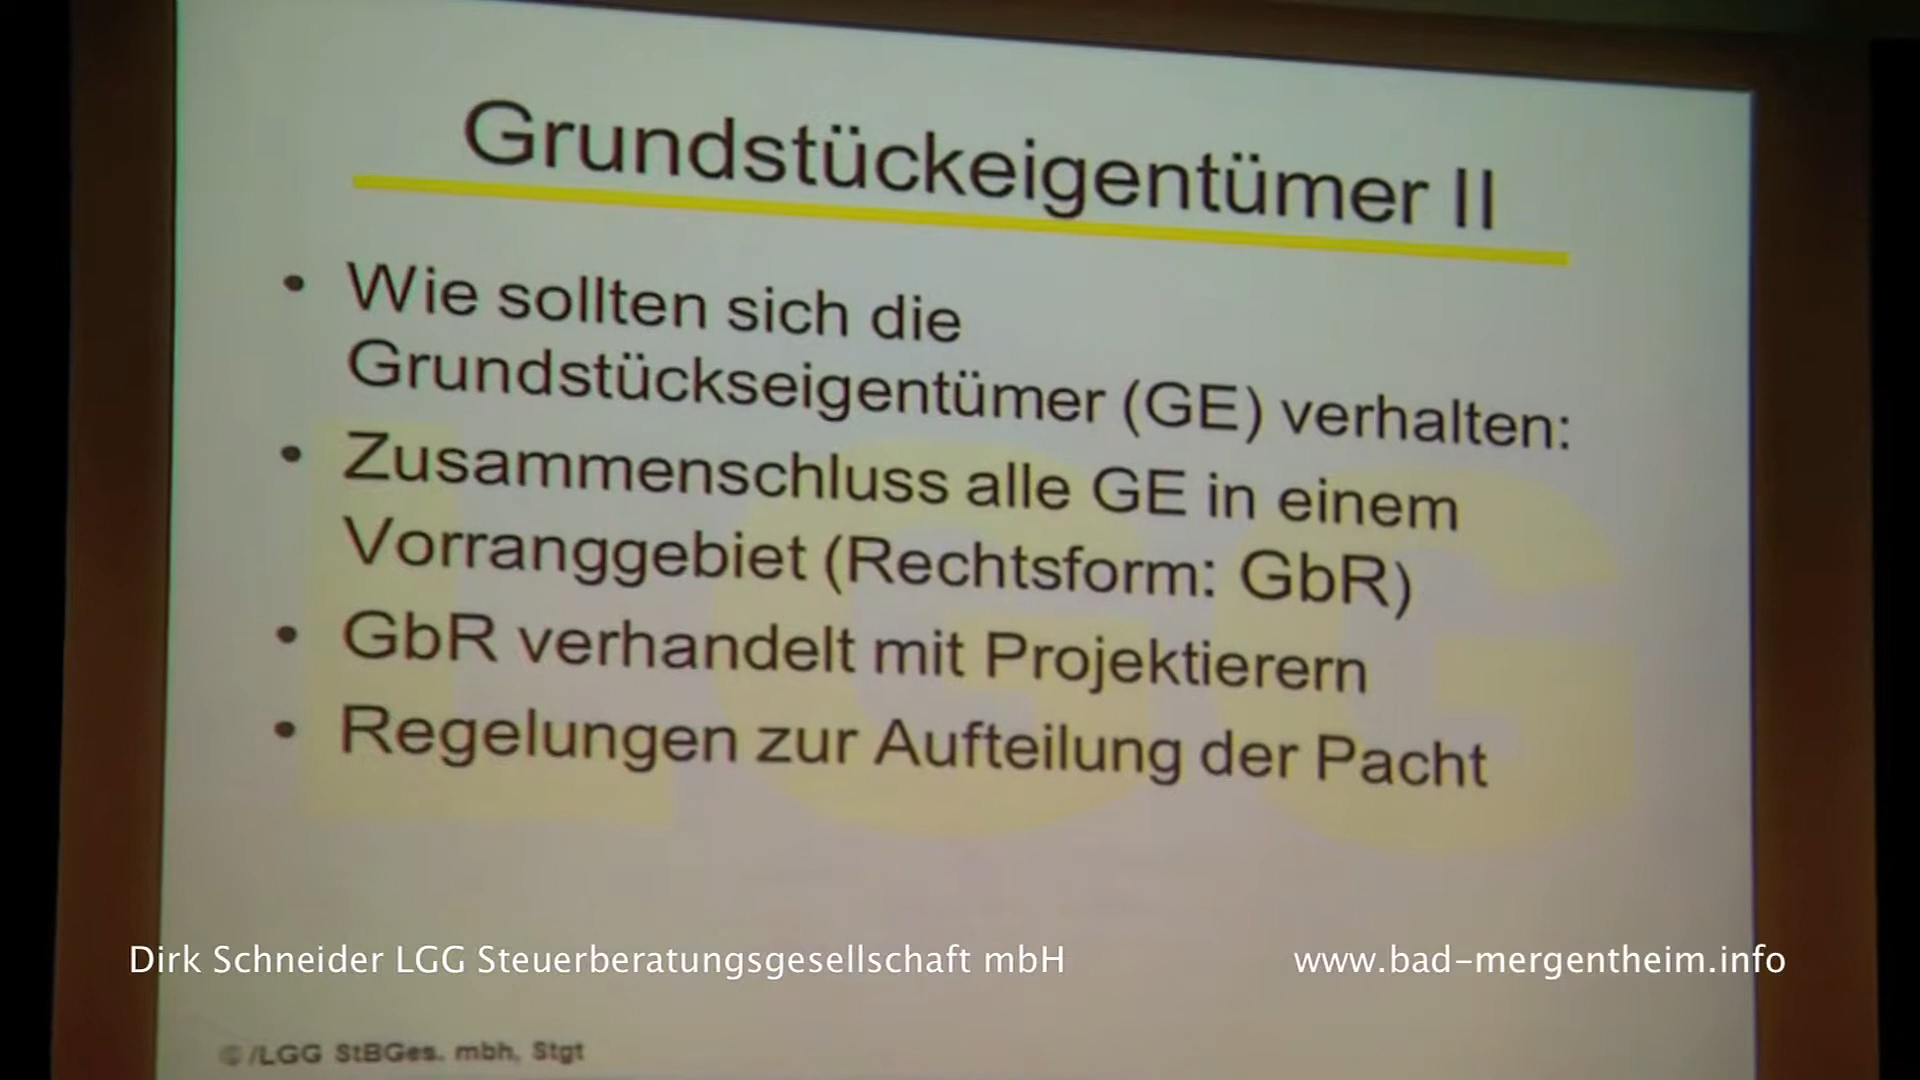 Grundstückeigentümer II
• Wie sollten sich die
Grundstückseigentümer (GE) verhalten:
• Zusammenschluss alle GE in einem
Vorranggebiet (Rechtsform: GbR)
• GbR verhandelt mit Projektierern
• Regelungen zur Aufteilung der Pacht
LGG
Dirk Schneider LGG Steuerberatungsgesellschaft mbH
www.bad-mergentheim.info
© /LGG StBGes. mbh, Stgt